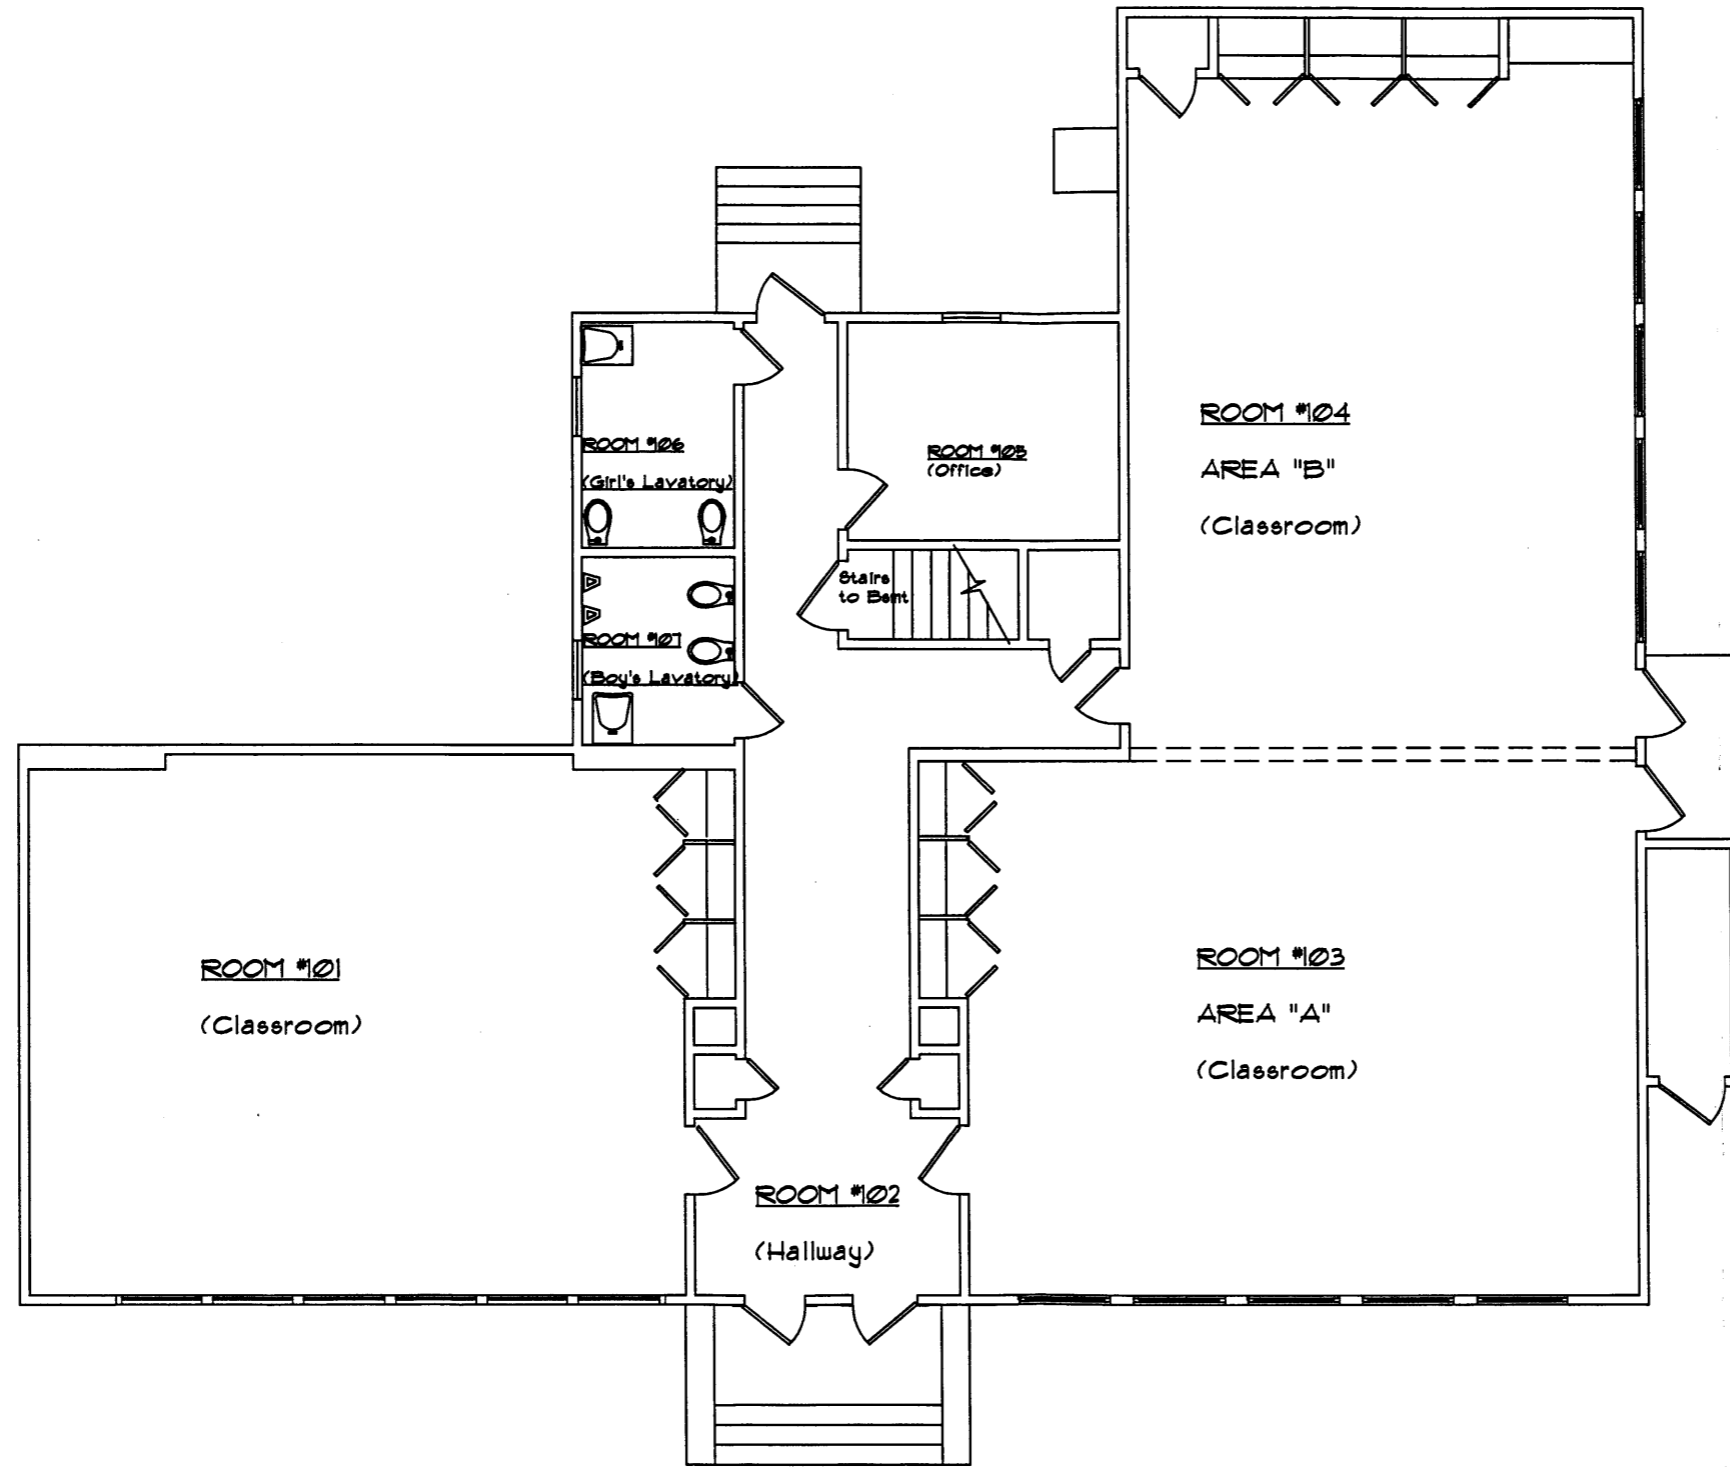 ROOM #104
AREA "B"
(Classroom)
ROOM #106
(Girl's Lavatory)
ROOM #105
(Office)
Stairs
to Bsmt
ROOM #107
(Boy's Lavatory)
ROOM #101
(Classroom)
ROOM #103
AREA "A"
(Classroom)
ROOM #102
(Hallway)